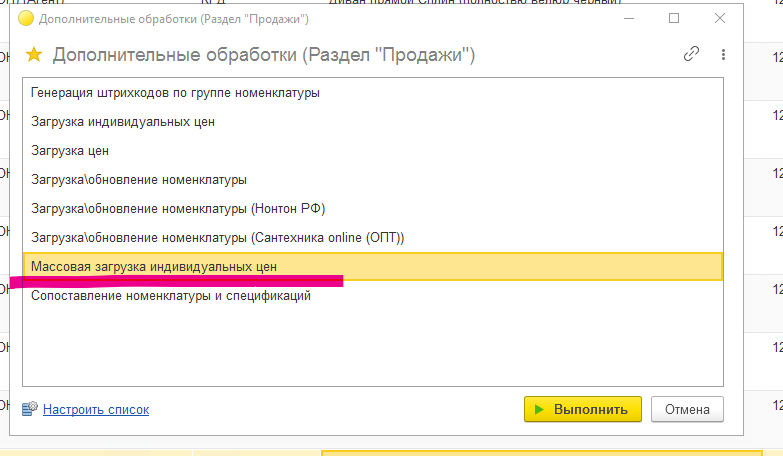 Дополнительные обработки (Раздел "Продажи")
Дополнительные обработки (Раздел "Продажи")
Генерация штрихкодов по группе номенклатуры
Загрузка индивидуальных цен
Загрузка цен
Загрузка\обновление номенклатуры
Загрузка\обновление номенклатуры (Нонтон РФ)
Загрузка\обновление номенклатуры (Сантехника online (ОПТ))
Массовая загрузка индивидуальных цен
Сопоставление номенклатуры и спецификаций
Настроить список
Выполнить
Отмена